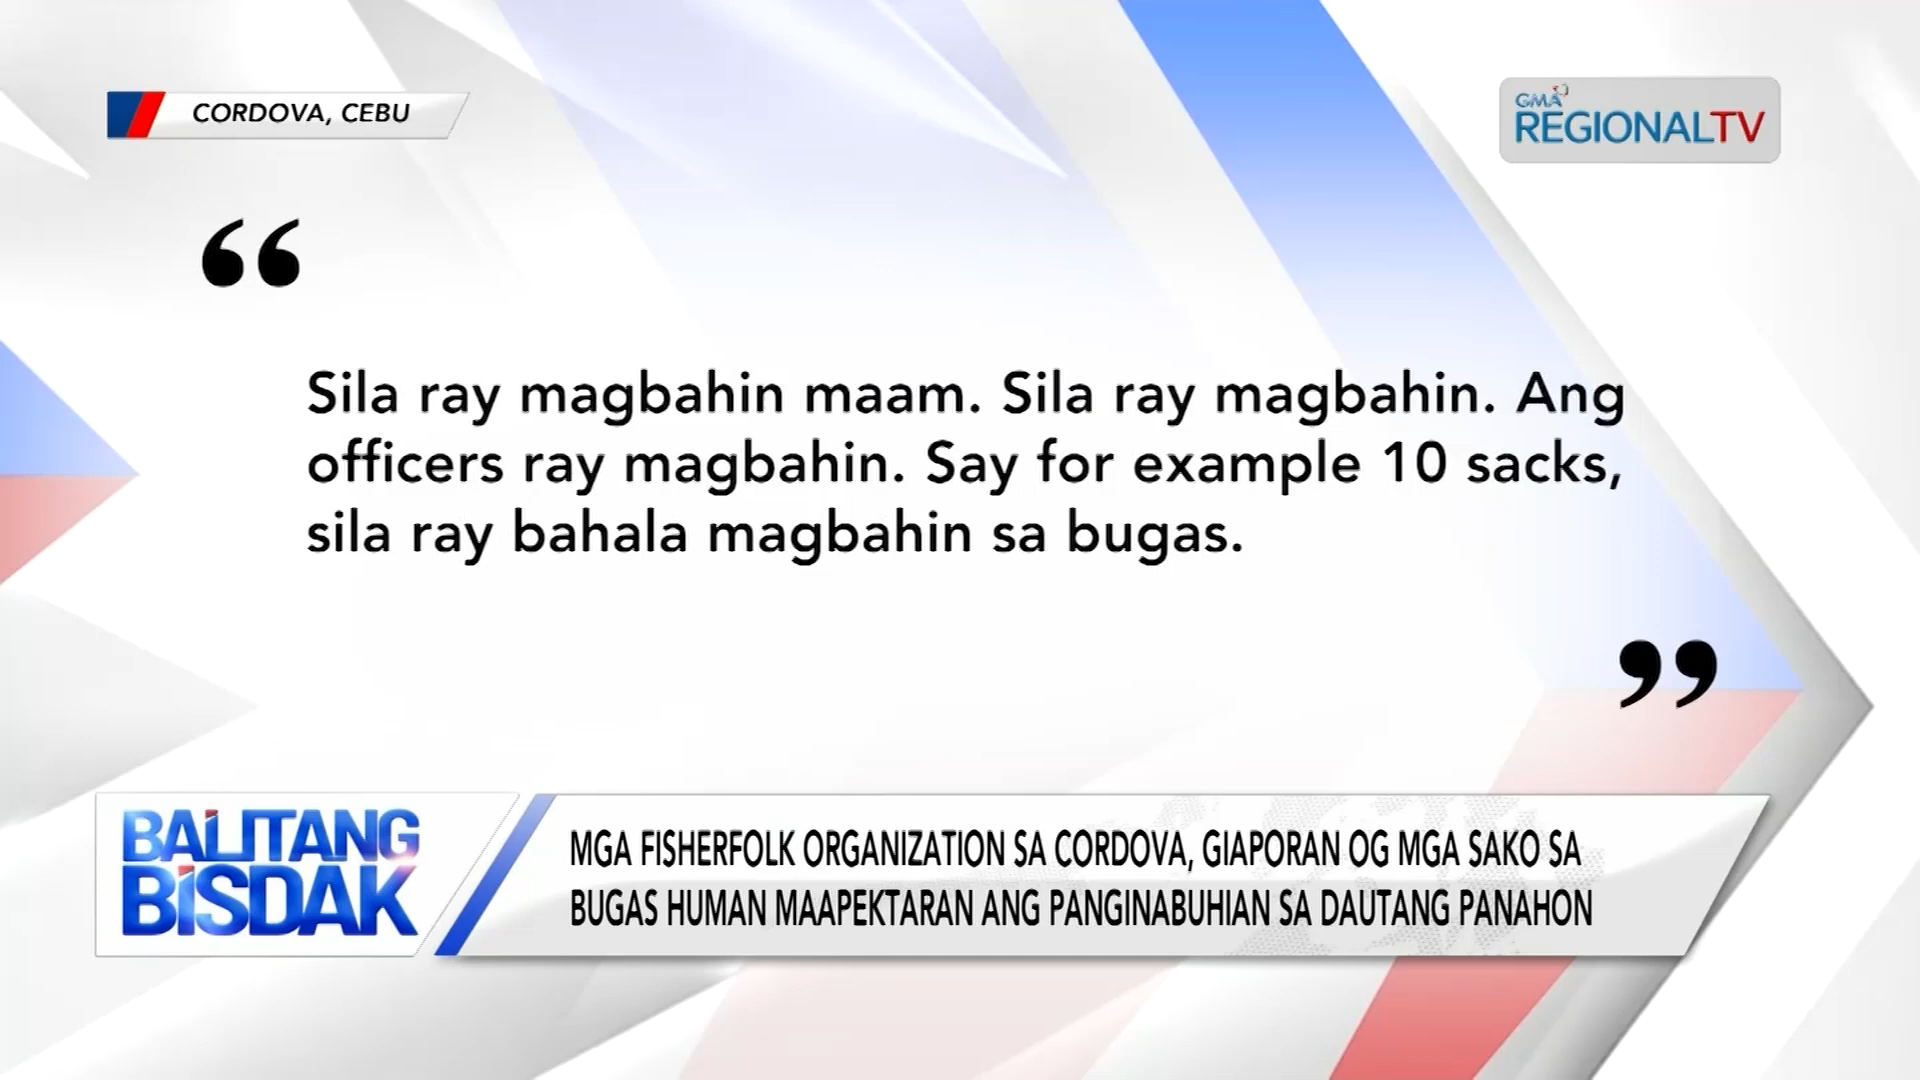 CORDOVA, CEBU
GMA
REGIONALTV
“
Sila ray magbahin maam. Sila ray magbahin. Ang
officers ray magbahin. Say for example 10 sacks,
sila ray bahala magbahin sa bugas.
”
BALITANG
BISDAK
MGA FISHERFOLK ORGANIZATION SA CORDOVA, GIAPORAN OG MGA SAKO SA
BUGAS HUMAN MAAPEKTARAN ANG PANGINABUHIAN SA DAUTANG PANAHON